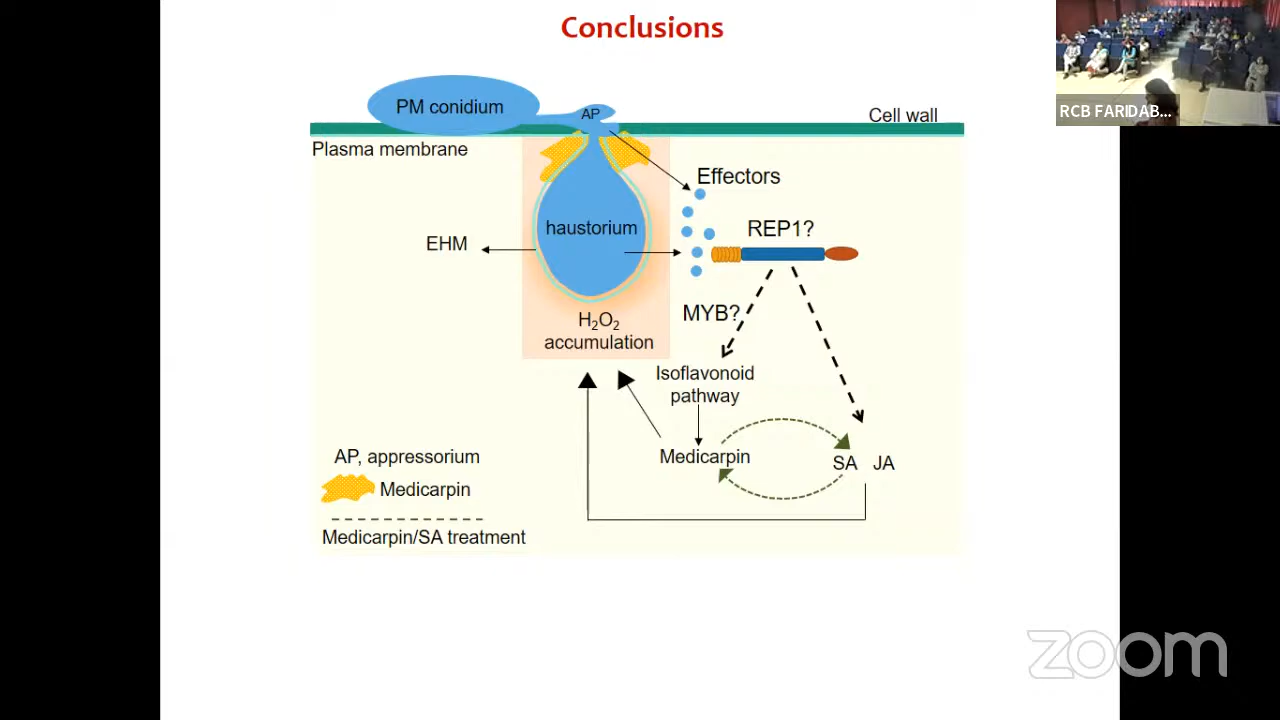 Conclusions
RCB FARIDAB...
PM conidium
AP
Cell wall
Plasma membrane
Effectors
haustorium
REP1?
EHM
H₂O₂
accumulation
MYB?
Isoflavonoid
pathway
Medicarpin
SA JA
AP, appressorium
Medicarpin
Medicarpin/SA treatment
zoom